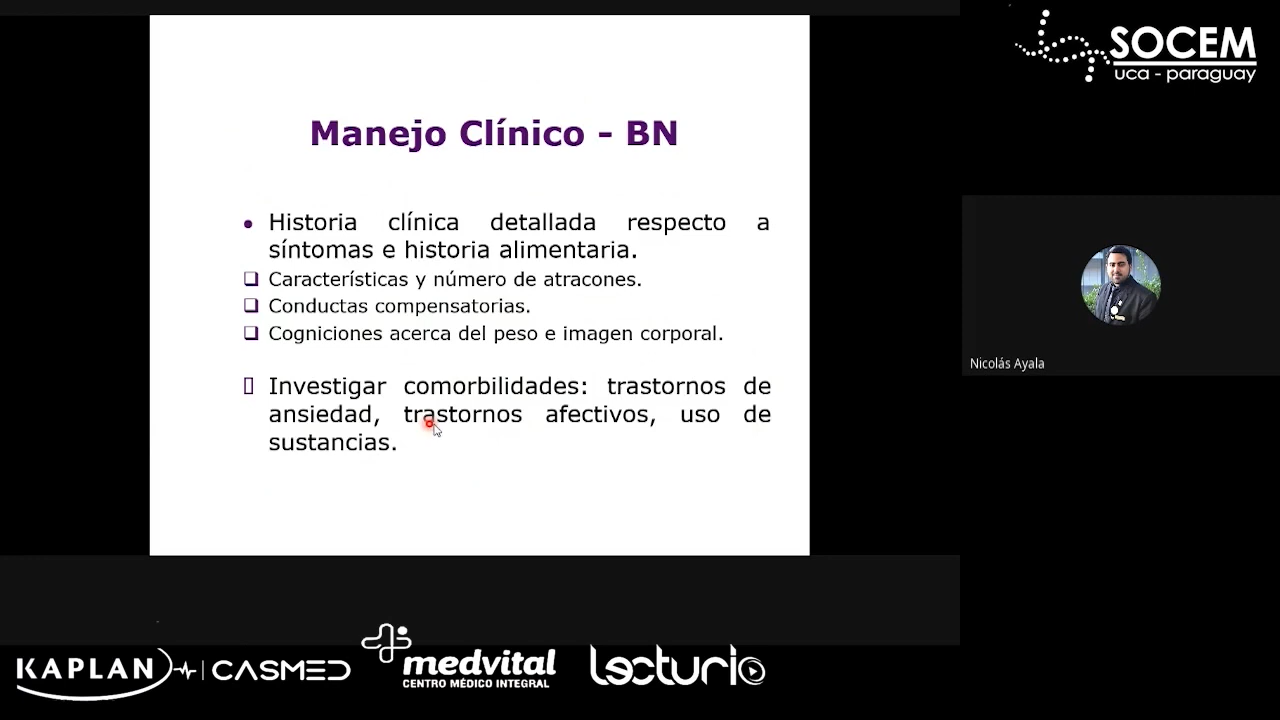 SOCEM
uca - paraguay
Manejo Clínico - BN
• Historia clínica detallada respecto a
síntomas e historia alimentaria.
❑ Características y número de atracones.
❑ Conductas compensatorias.
❑ Cogniciones acerca del peso e imagen corporal.
Investigar comorbilidades: trastornos de
ansiedad, trastornos afectivos, uso de
sustancias.
Nicolás Ayala
KAPLAN | CASMED
medvital
CENTRO MÉDICO INTEGRAL
lecturio